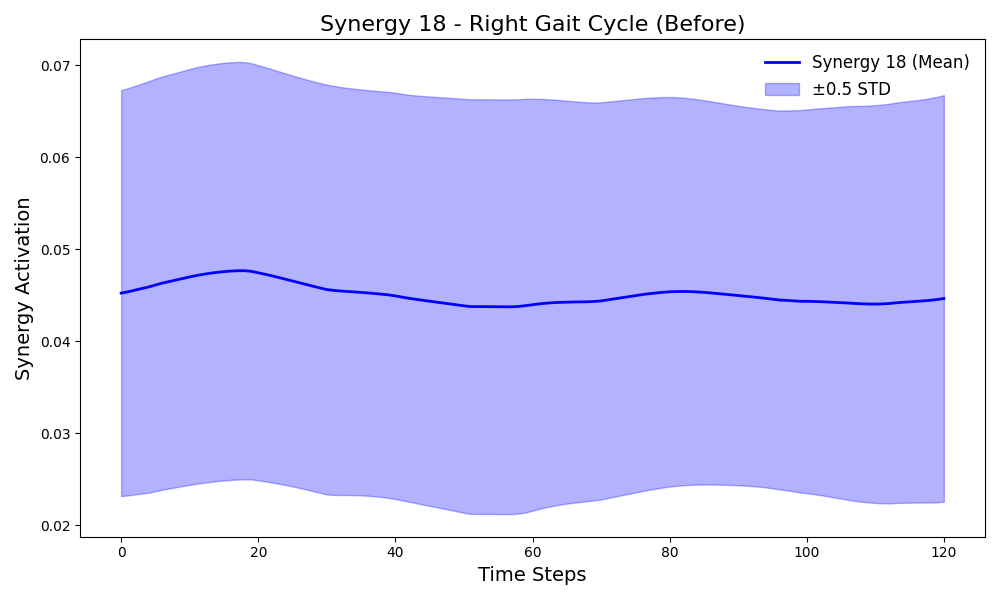 Synergy 18 - Right Gait Cycle (Before)
Synergy 18 (Mean)
±0.5 STD
Synergy Activation
0.07
0.06
0.05
0.04
0.03
0.02
0 20 40 60 80 100 120
Time Steps